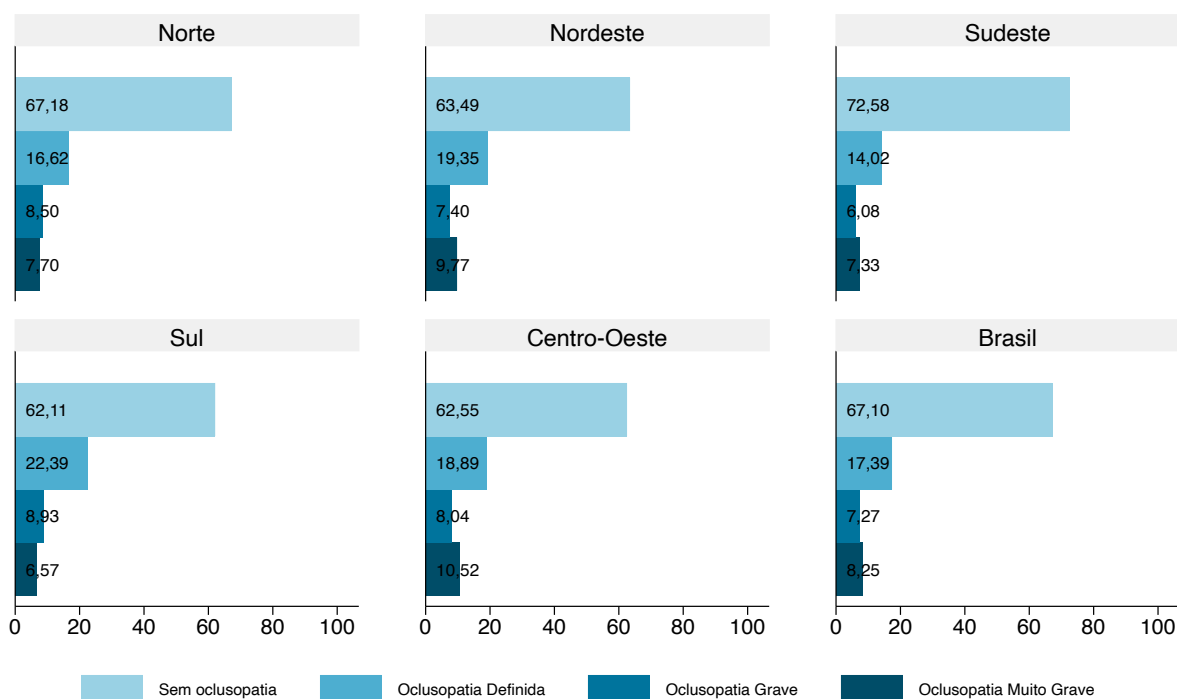 Norte
67,18
16,62
8,50
7,70
Nordeste
63,49
19,35
7,40
9,77
Sudeste
72,58
14,02
6,08
7,33
Sul
62,11
22,39
8,93
6,57
0 20 40 60 80 100
Centro-Oeste
62,55
18,89
8,04
10,52
0 20 40 60 80 100
Brasil
67,10
17,39
7,27
8,25
0 20 40 60 80 100
Sem oclusopatia Oclusopatia Definida Oclusopatia Grave Oclusopatia Muito Grave